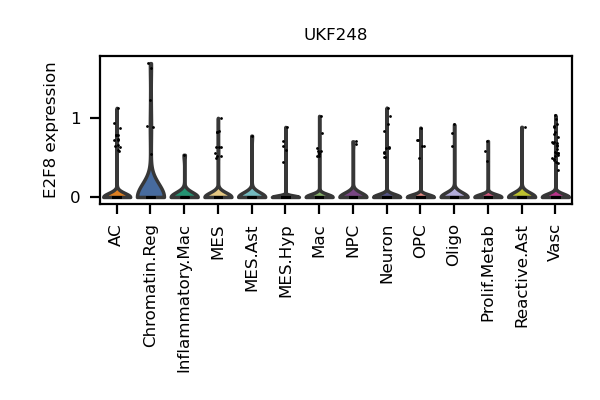 UKF248
E2F8 expression
1
0
AC
Chromatin.Reg
Inflammatory.Mac
MES
MES.Ast
MES.Hyp
Mac
NPC
Neuron
OPC
Oligo
Prolif.Metab
Reactive.Ast
Vasc